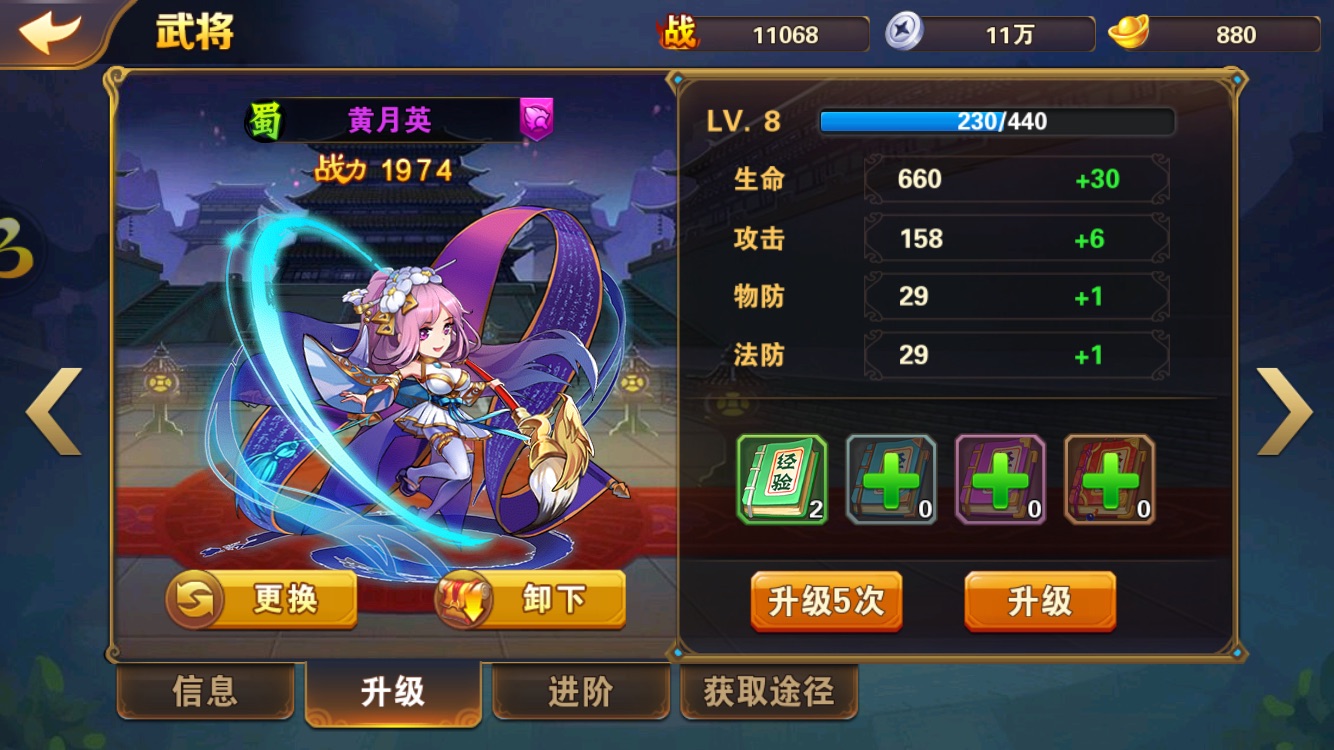 武将
战 11068
11万
880
蜀 黄月英
战力 1974
LV. 8 230/440
生命 660 +30
攻击 158 +6
物防 29 +1
法防 29 +1
经验 2
0
0
0
更换
卸下
升级5次
升级
信息
升级
进阶
获取途径